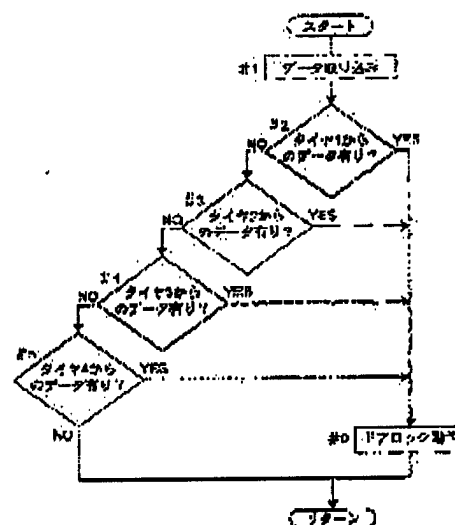 スタート
#1 データ取り込み
#2
タイヤ1から
のデータ有り?
NO
YES
#3
タイヤ2から
のデータ有り?
NO
YES
#4
タイヤ3から
のデータ有り?
NO
YES
#5
タイヤ4から
のデータ有り?
YES
NO
ドアロック
リターン